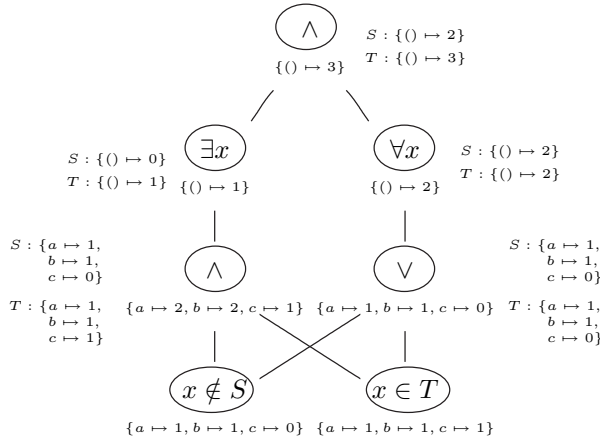 ∧
S : {() ↦ 2}
T : {() ↦ 3}
{() ↦ 3}
∃x
∀x
S : {() ↦ 0}
T : {() ↦ 1}
{() ↦ 1}
{() ↦ 2}
S : {() ↦ 2}
T : {() ↦ 2}
S : {a ↦ 1,
b ↦ 1,
c ↦ 0}
T : {a ↦ 1,
b ↦ 1,
c ↦ 1}
∧
∨
{a ↦ 2, b ↦ 2, c ↦ 1}
{a ↦ 1, b ↦ 1, c ↦ 0}
S : {a ↦ 1,
b ↦ 1,
c ↦ 0}
T : {a ↦ 1,
b ↦ 1,
c ↦ 0}
x ∉ S
x ∈ T
{a ↦ 1, b ↦ 1, c ↦ 0}
{a ↦ 1, b ↦ 1, c ↦ 1}